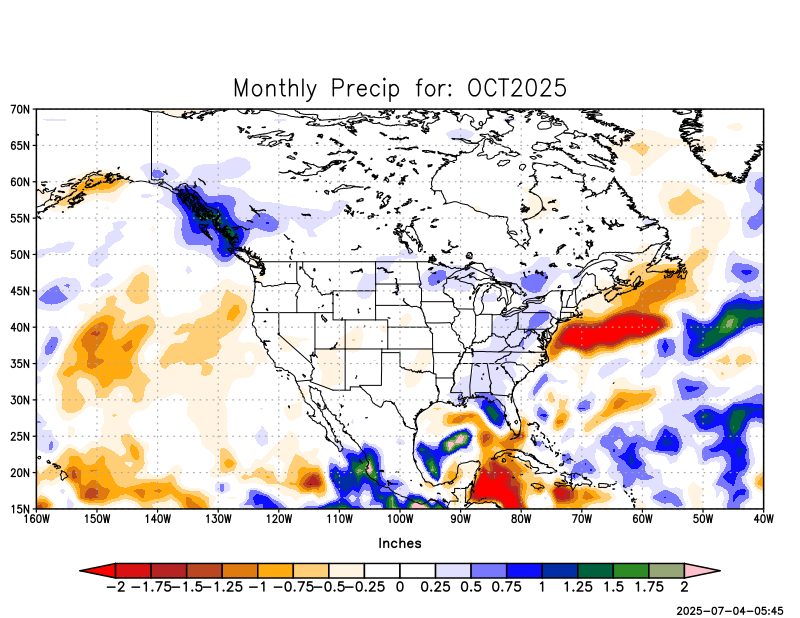 Monthly Precip for: OCT2025
70N
65N
60N
55N
50N
45N
40N
35N
30N
25N
20N
15N
160W 150W 140W 130W 120W 110W 100W 90W 80W 70W 60W 50W 40W
Inches
−2 −1.75 −1.5 −1.25 −1 −0.75 −0.5 −0.25 0 0.25 0.5 0.75 1 1.25 1.5 1.75 2
2025-07-04-05:45